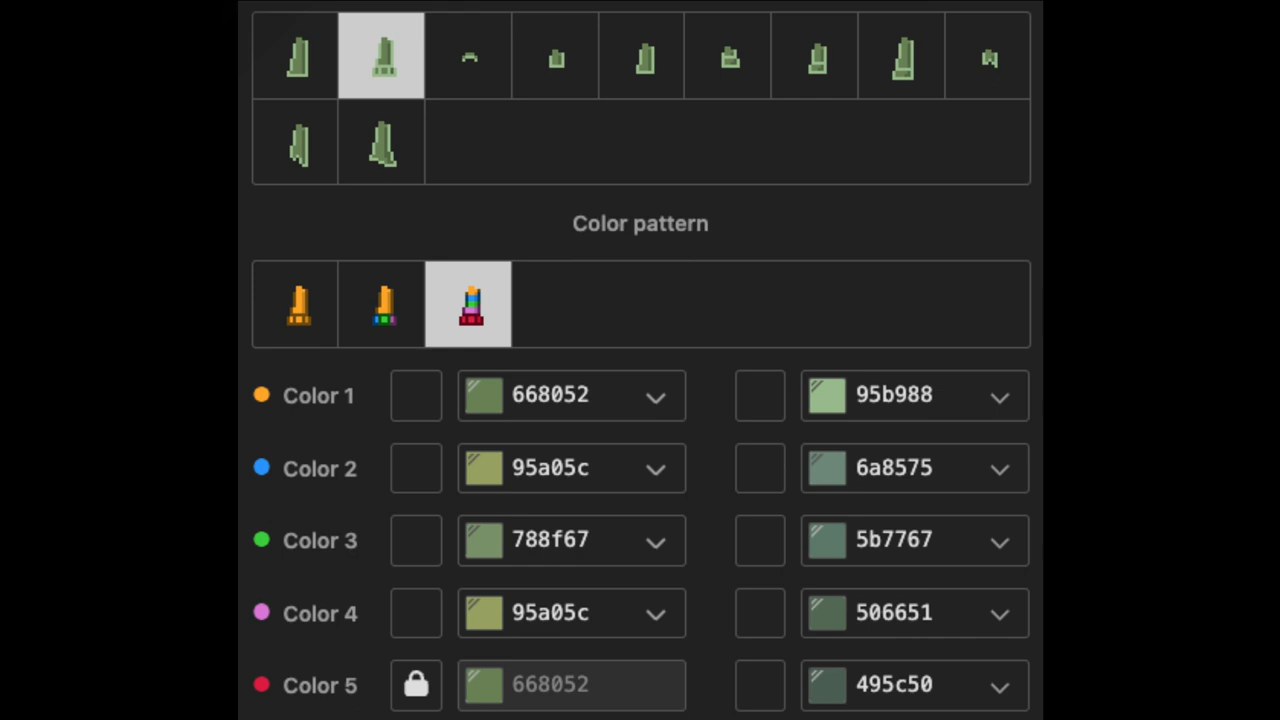 Color pattern
Color 1 668052 95b988
Color 2 95a05c 6a8575
Color 3 788f67 5b7767
Color 4 95a05c 506651
Color 5 668052 495c50